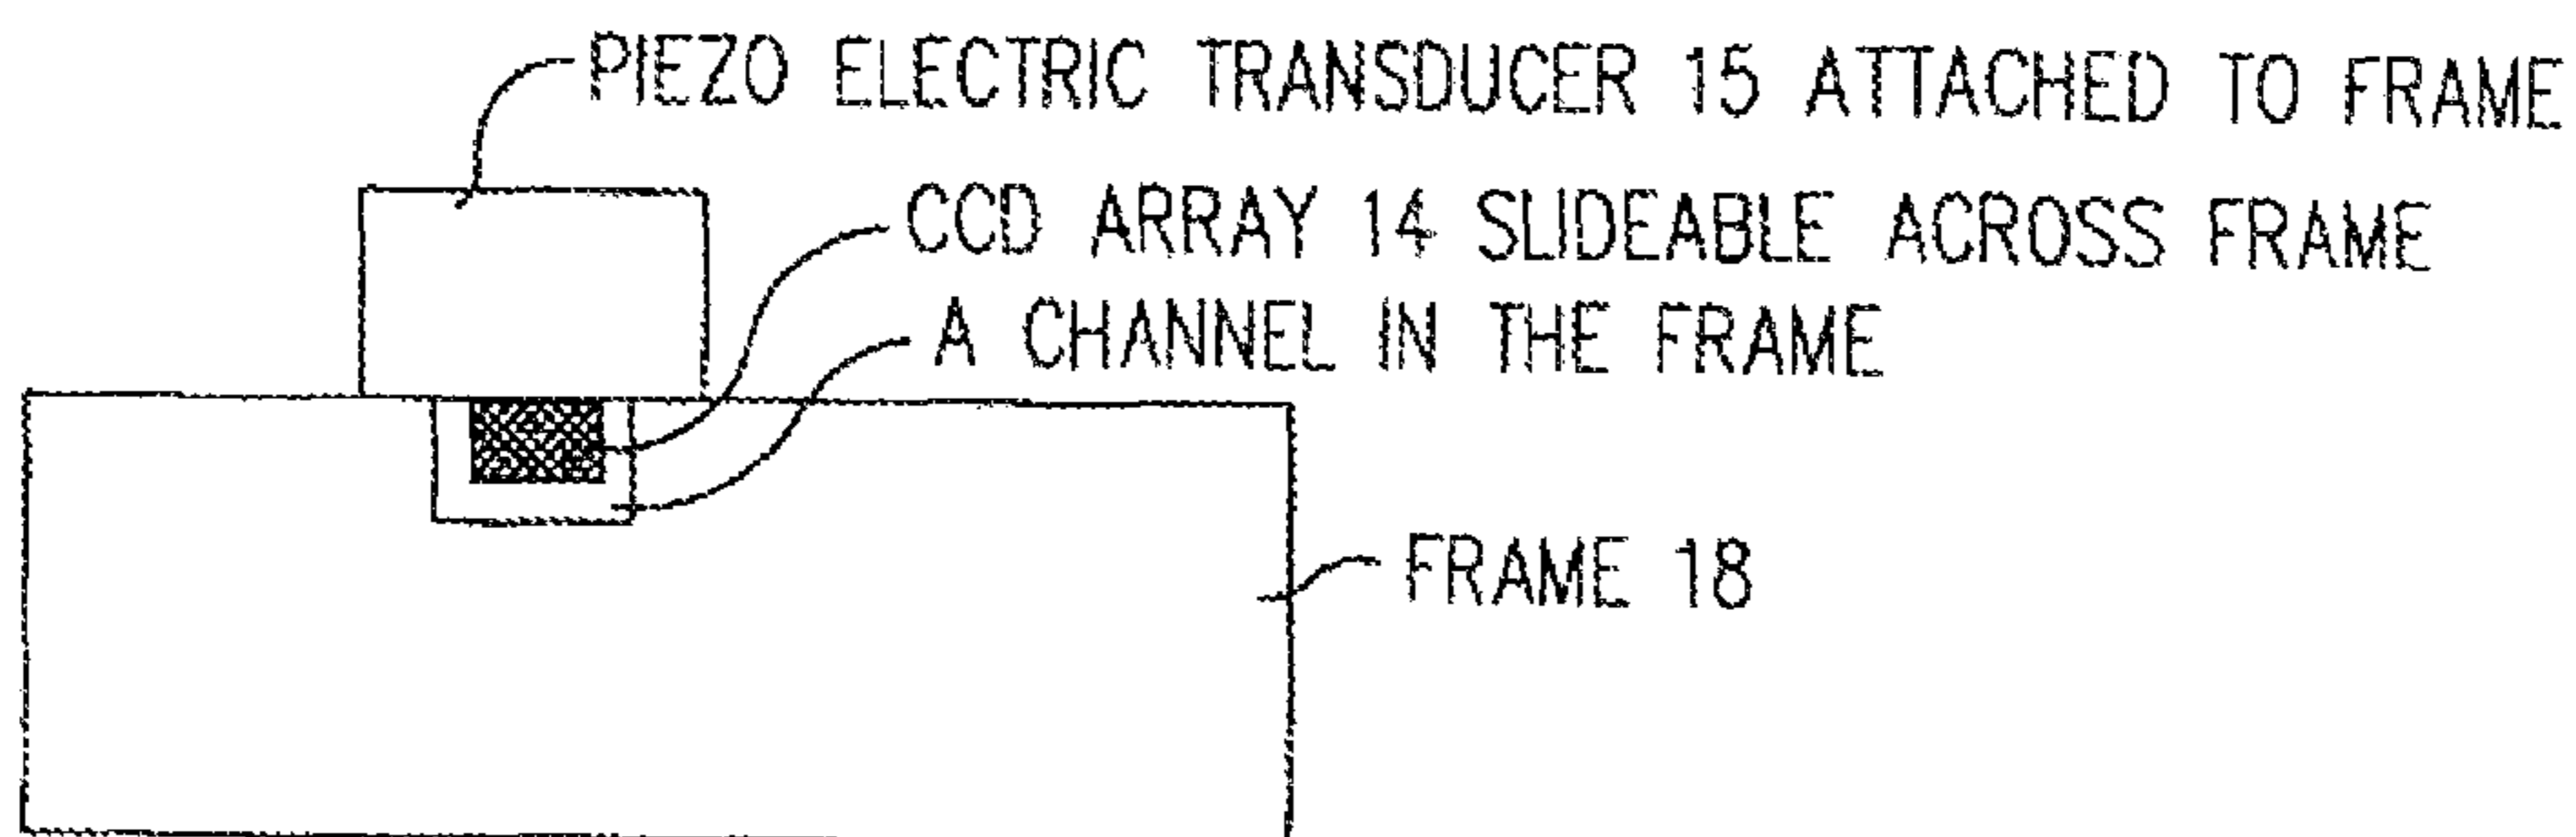 PIEZO ELECTRIC TRANSDUCER 15 ATTACHED TO FRAME
CCD ARRAY 14 SLIDEABLE ACROSS FRAME
A CHANNEL IN THE FRAME
FRAME 18